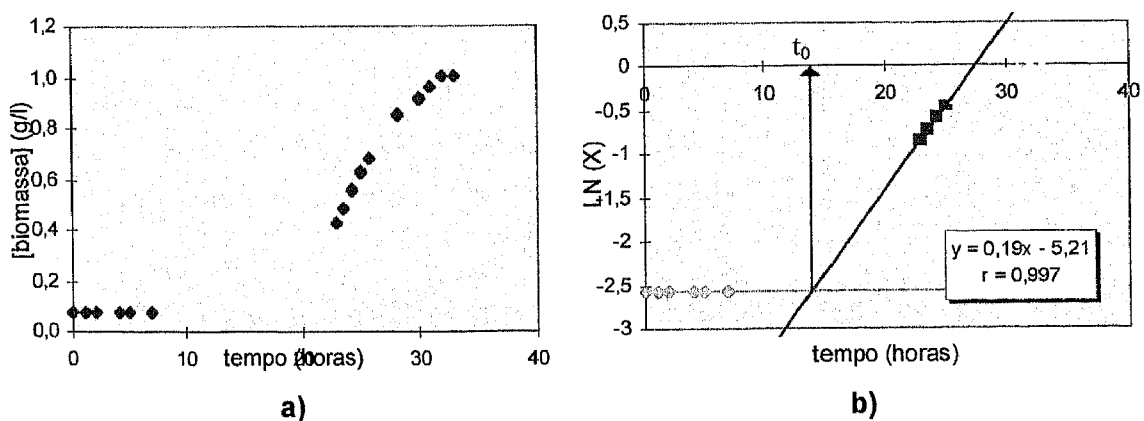 1,2
1,0
0,8
0,6
0,4
0,2
0,0
[biomassa] (g/l)
0 10 20 30 40
tempo (horas)
a)
0,5
0
-0,5
-1
-1,5
-2
-2,5
-3
LN (X)
t0
0 10 20 30 40
y = 0,19x - 5,21
r = 0,997
tempo (horas)
b)